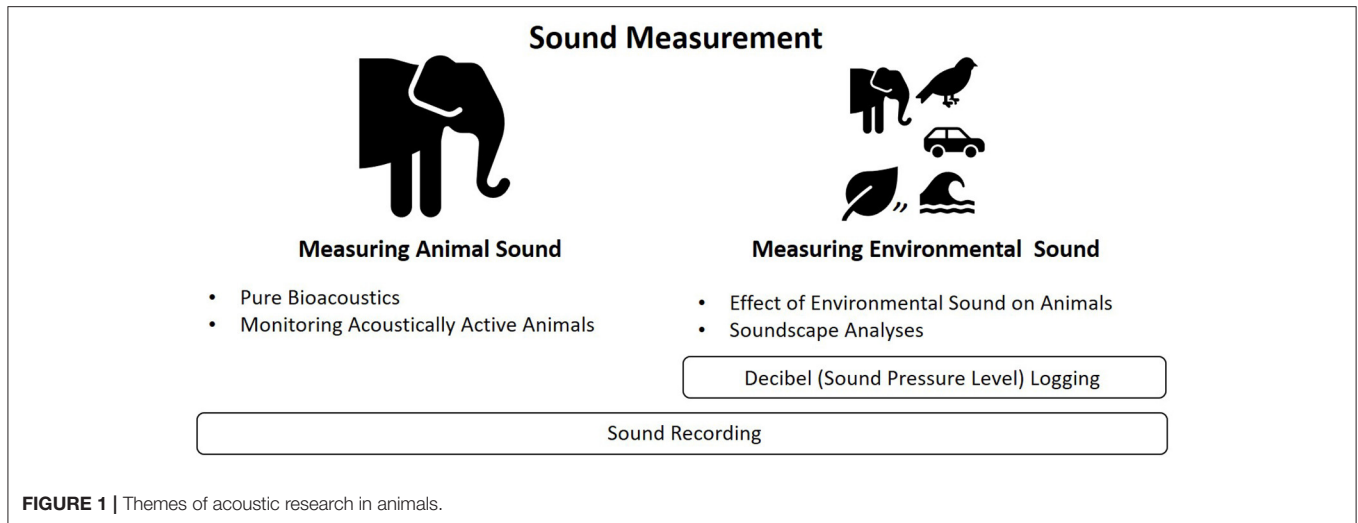 Sound Measurement
Measuring Animal Sound
• Pure Bioacoustics
• Monitoring Acoustically Active Animals
Measuring Environmental Sound
• Effect of Environmental Sound on Animals
• Soundscape Analyses
Decibel (Sound Pressure Level) Logging
Sound Recording
FIGURE 1 | Themes of acoustic research in animals.